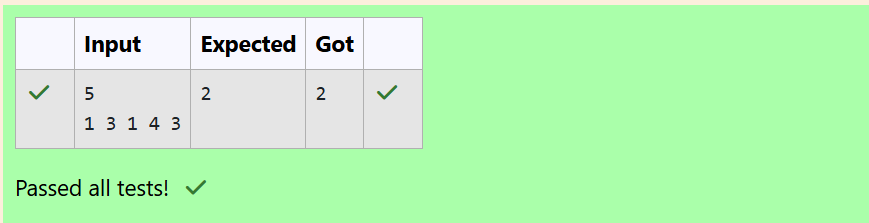 Input Expected Got
5 2 2
1 3 1 4 3
Passed all tests!